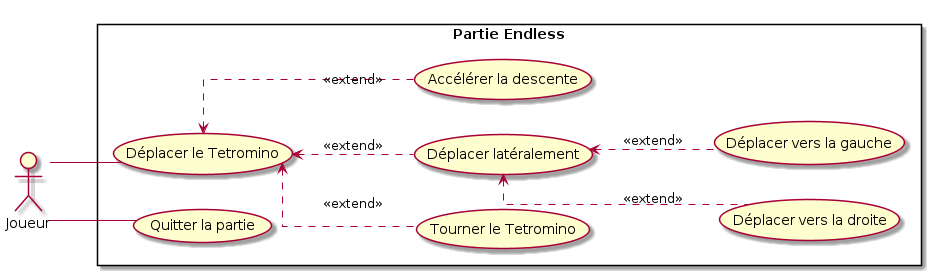 Partie Endless
«extend»
Accélérer la descente
Déplacer le Tetromino
«extend»
Déplacer latéralement
«extend»
Déplacer vers la gauche
Joueur
Quitter la partie
«extend»
Tourner le Tetromino
«extend»
Déplacer vers la droite